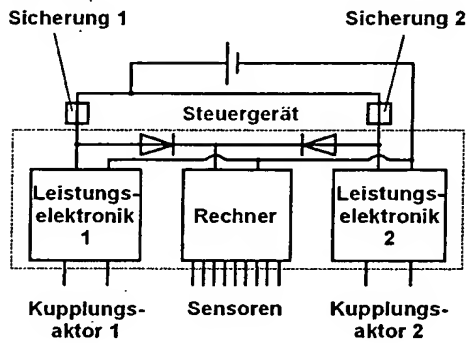 Sicherung 1
Sicherung 2
Steuergerät
Leistungs-
elektronik
1
Rechner
Leistungs-
elektronik
2
Kupplungs-
aktor 1
Sensoren
Kupplungs-
aktor 2